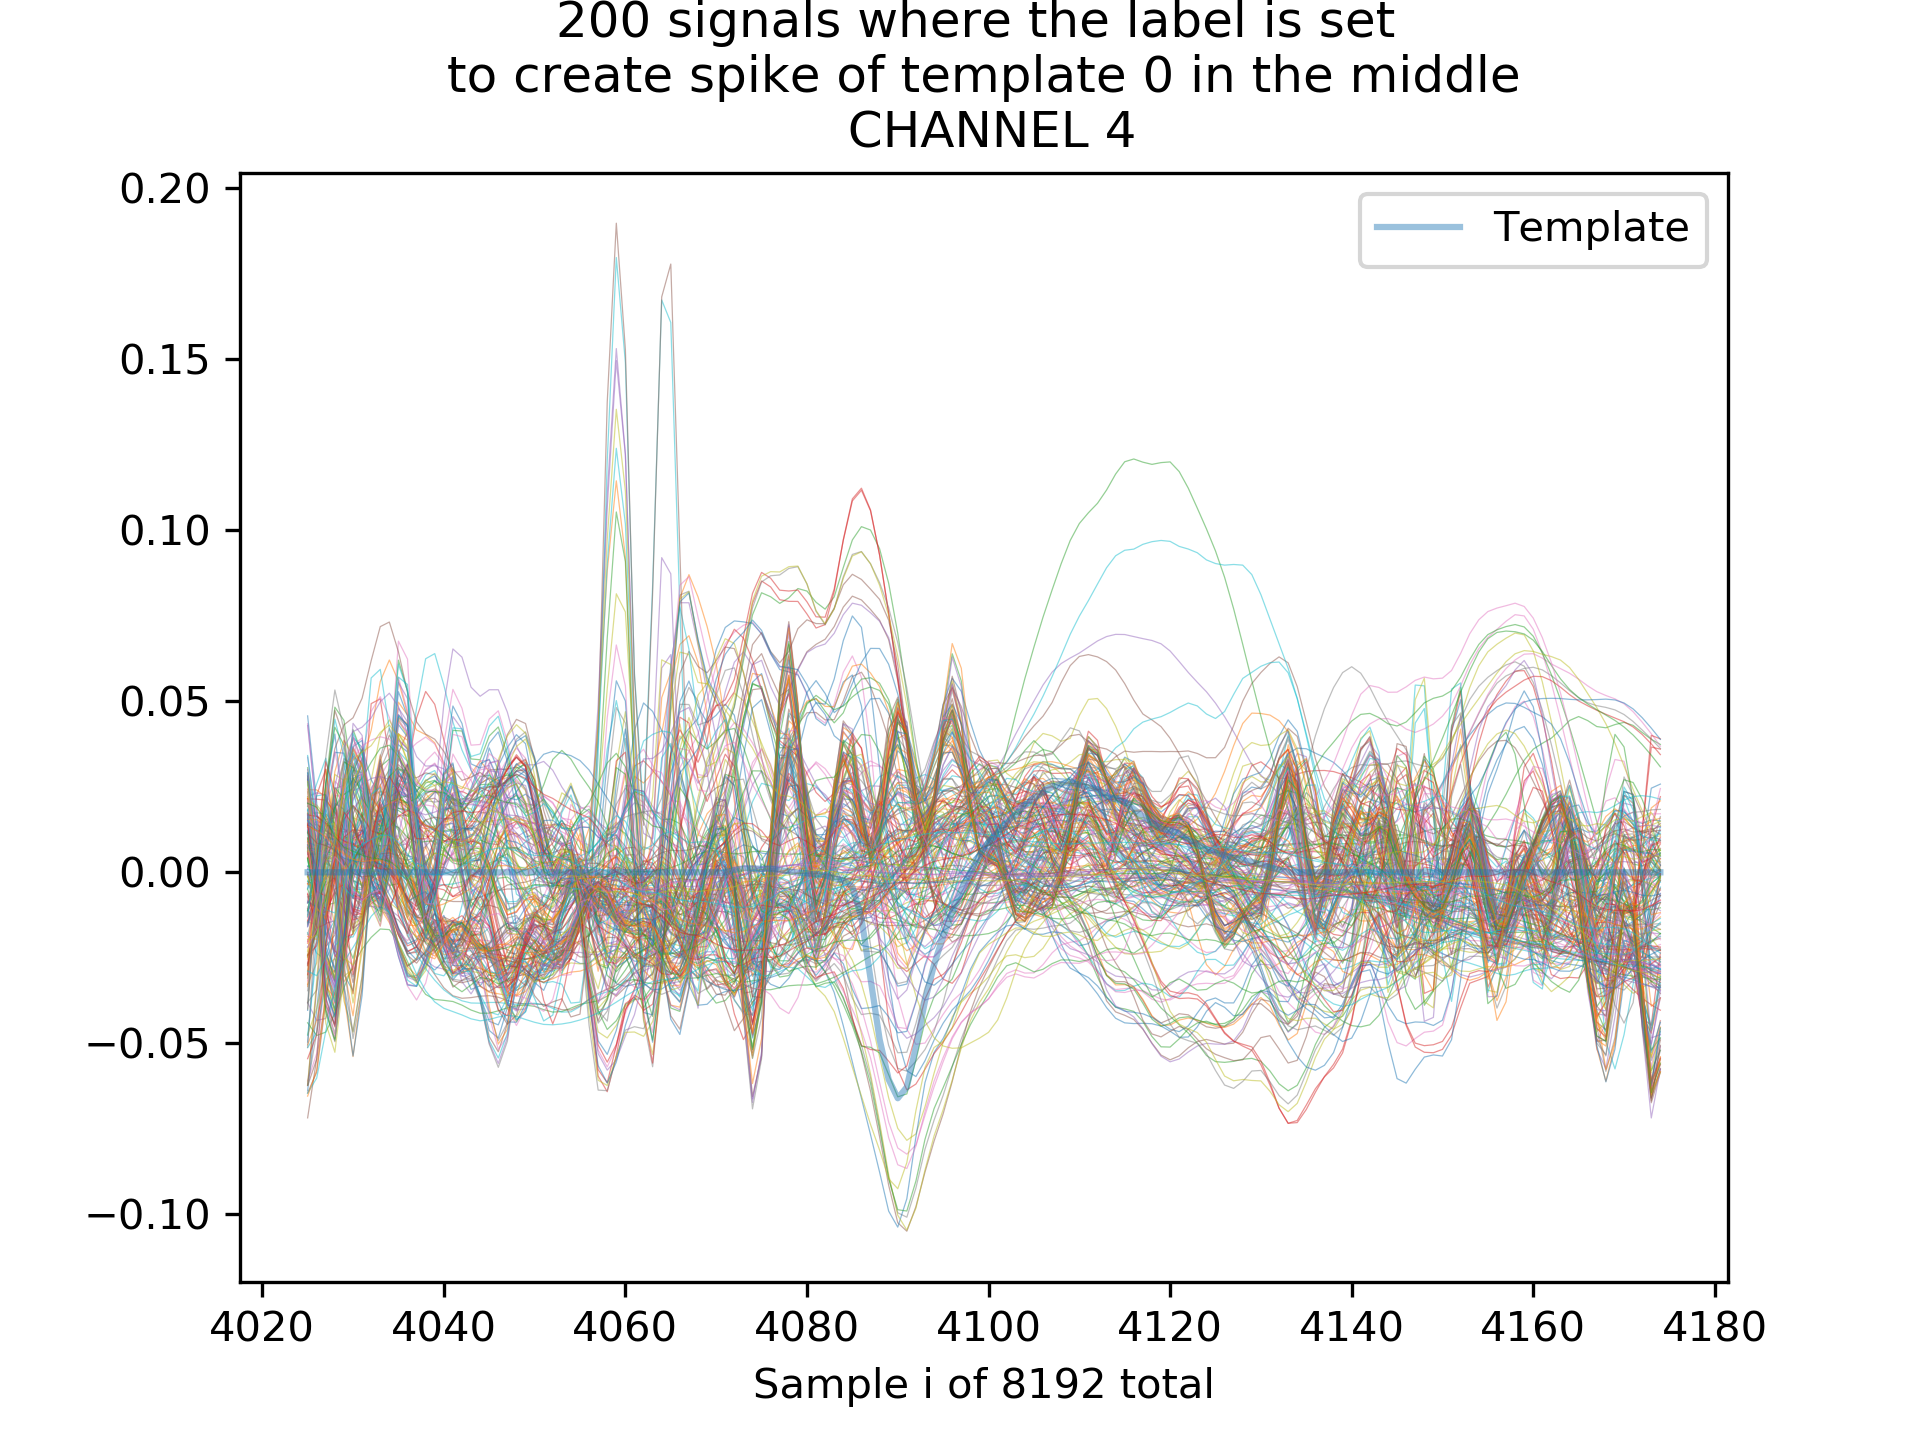 200 signals where the label is set
to create spike of template 0 in the middle
CHANNEL 4
Template
0.20
0.15
0.10
0.05
0.00
−0.05
−0.10
4020 4040 4060 4080 4100 4120 4140 4160 4180
Sample i of 8192 total